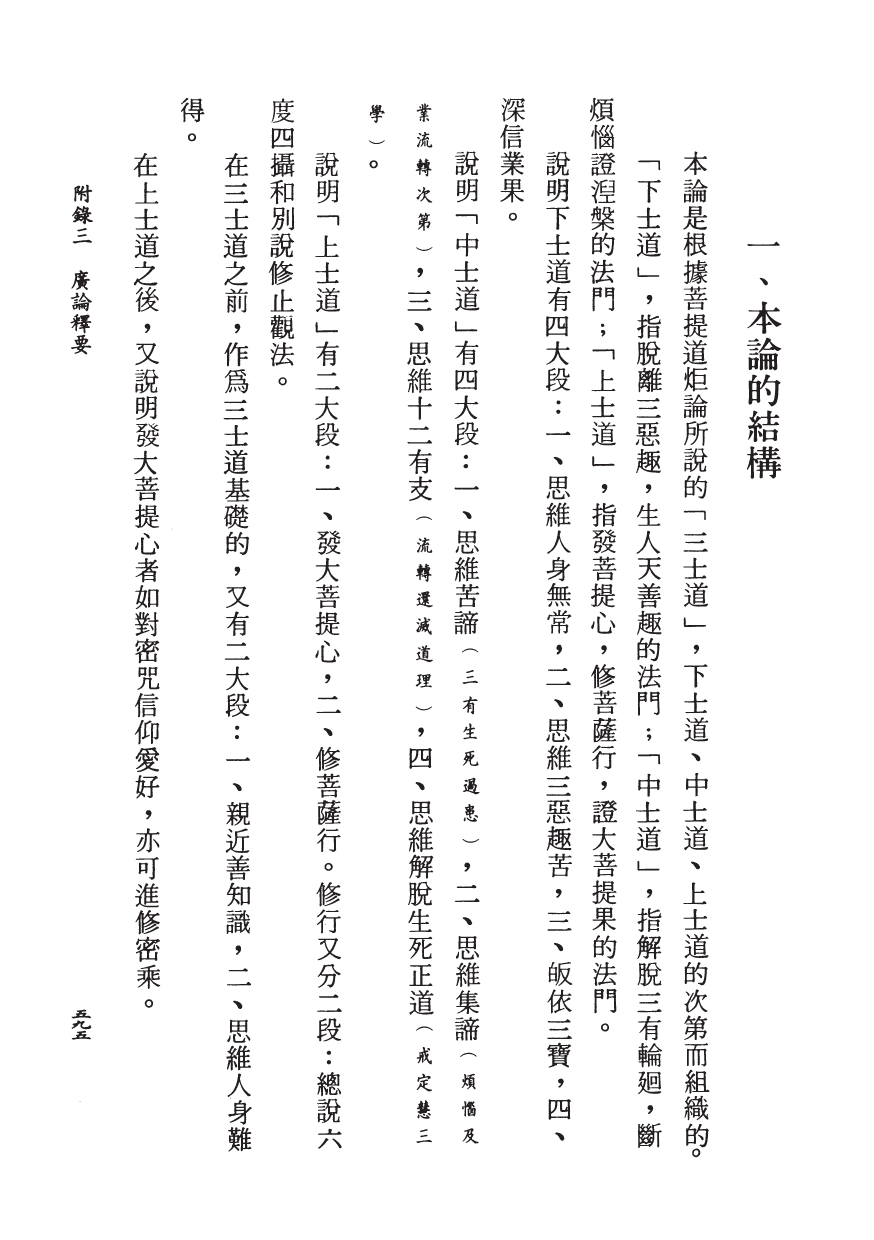 一、本論的結構
本論是根據菩提道炬論所說的「三士道」，下士道、中士道、上士道的次第而組織的。
「下士道」，指脫離三惡趣，生人天善趣的法門；「中士道」，指解脫三有輪廻，斷
煩惱證湼槃的法門；「上士道」，指發菩提心，修菩薩行，證大菩提果的法門。
說明下士道有四大段：一、思維人身無常，二、思維三惡趣苦，三、皈依三寶，四、
深信業果。
說明「中士道」有四大段：一、思維苦諦（三有生死過患），二、思維集諦（煩惱及
業流轉次第），三、思維十二有支（流轉還滅道理），四、思維解脫生死正道（戒定慧三
學）。
說明「上士道」有二大段：一、發大菩提心，二、修菩薩行。修行又分二段：總說六
度四攝和別說修止觀法。
在三士道之前，作爲三士道基礎的，又有二大段：一、親近善知識，二、思維人身難
得。
在上士道之後，又說明發大菩提心者如對密咒信仰愛好，亦可進修密乘。
附錄三　廣論釋要
五九五